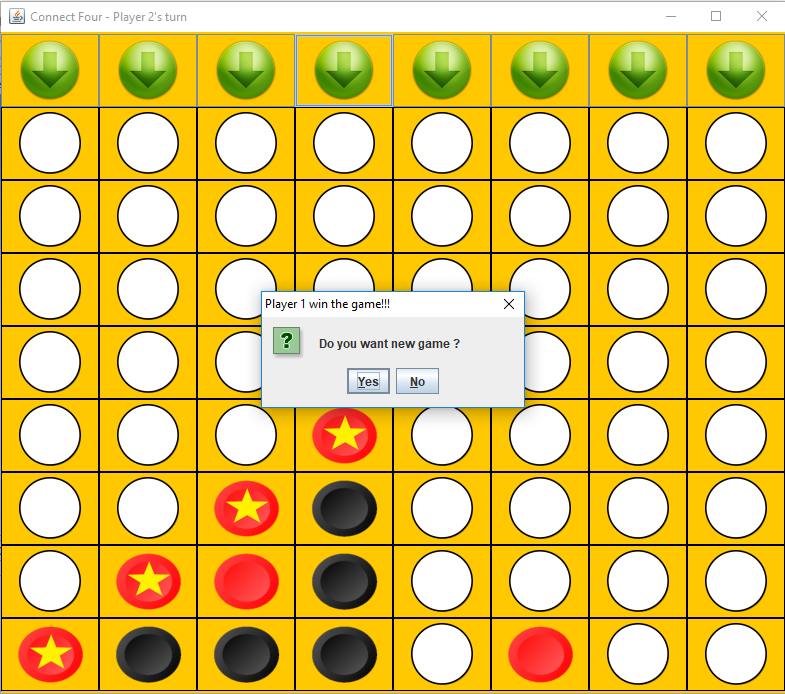 Connect Four - Player 2's turn
Player 1 win the game!!!
?
Do you want new game ?
Yes
No